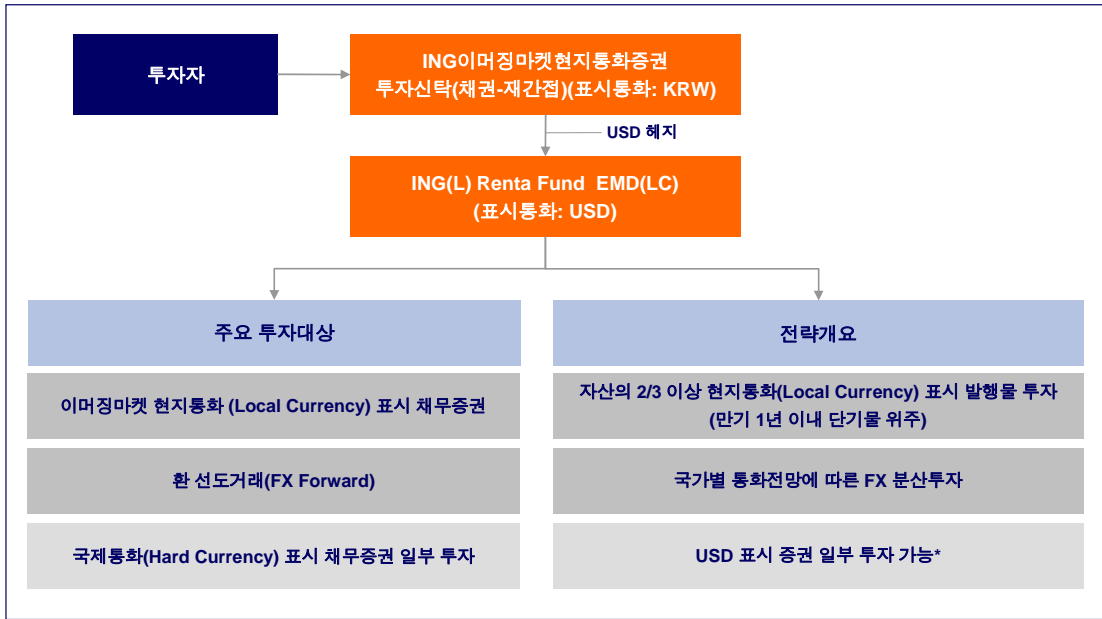 투자자
ING이머징마켓현지통화증권
투자신탁(채권-재간접)(표시통화: KRW)
USD 헤지
ING(L) Renta Fund EMD(LC)
(표시통화: USD)
주요 투자대상
전략개요
이머징마켓 현지통화 (Local Currency) 표시 채무증권
자산의 2/3 이상 현지통화(Local Currency) 표시 발행물 투자
(만기 1년 이내 단기물 위주)
환 선도거래(FX Forward)
국가별 통화전망에 따른 FX 분산투자
국제통화(Hard Currency) 표시 채무증권 일부 투자
USD 표시 증권 일부 투자 가능*